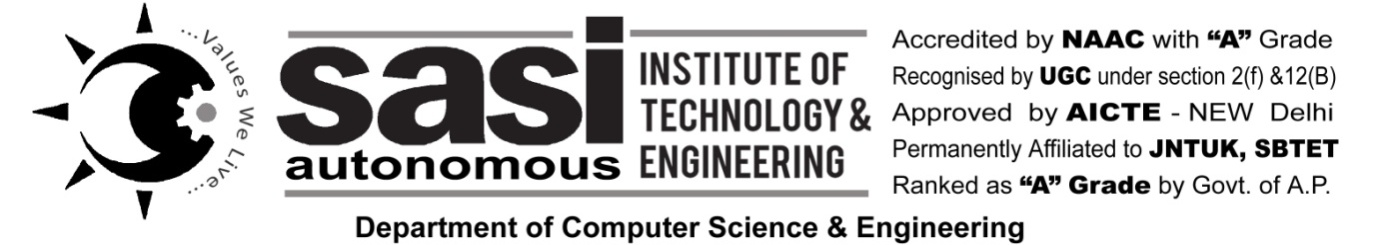 ...Values We Live...
sasi
autonomous
INSTITUTE OF
TECHNOLOGY &
ENGINEERING
Accredited by NAAC with “A” Grade
Recognised by UGC under section 2(f) &12(B)
Approved by AICTE - NEW Delhi
Permanently Affiliated to JNTUK, SBTET
Ranked as “A” Grade by Govt. of A.P.
Department of Computer Science & Engineering